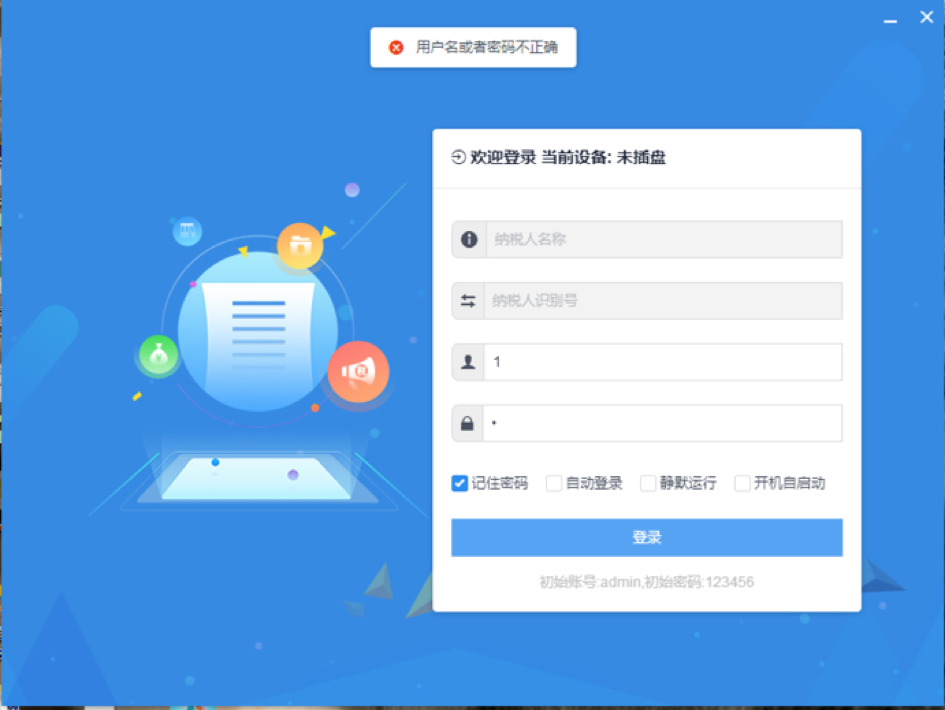 用户名或者密码不正确
欢迎登录 当前设备: 未插盘
纳税人名称
纳税人识别号
1
*
记住密码 自动登录 静默运行 开机自启动
登录
初始账号:admin,初始密码:123456